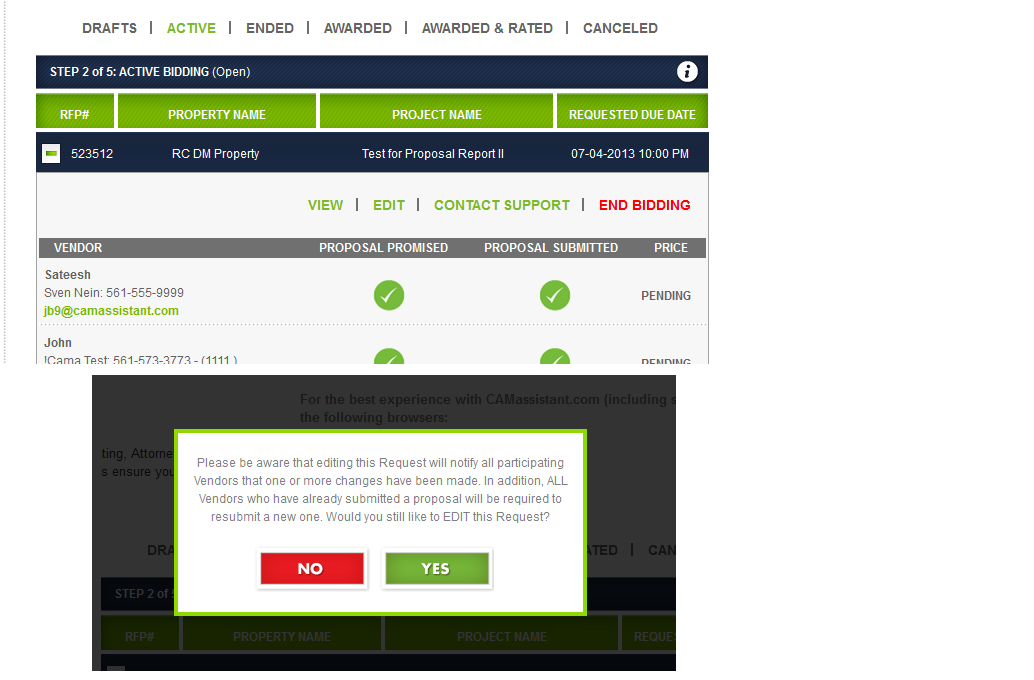 DRAFTS | ACTIVE | ENDED | AWARDED | AWARDED & RATED | CANCELED
STEP 2 of 5: ACTIVE BIDDING (Open)
RFP# PROPERTY NAME PROJECT NAME REQUESTED DUE DATE
523512 RC DM Property Test for Proposal Report II 07-04-2013 10:00 PM
VIEW | EDIT | CONTACT SUPPORT | END BIDDING
VENDOR PROPOSAL PROMISED PROPOSAL SUBMITTED PRICE
Sateesh
Sven Nein: 561-555-9999
PENDING
jb9@camassistant.com
John
!Cama Test: 561-573-3773 - (1111 )
PENDING
For the best experience with CAMassistant.com (including s
the following browsers:
ting, Attorne
s ensure you
Please be aware that editing this Request will notify all participating
Vendors that one or more changes have been made. In addition, ALL
Vendors who have already submitted a proposal will be required to
resubmit a new one. Would you still like to EDIT this Request?
NO YES
DRA ATED | CAN
STEP 2 of 5
RFP# PROPERTY NAME PROJECT NAME REQUES